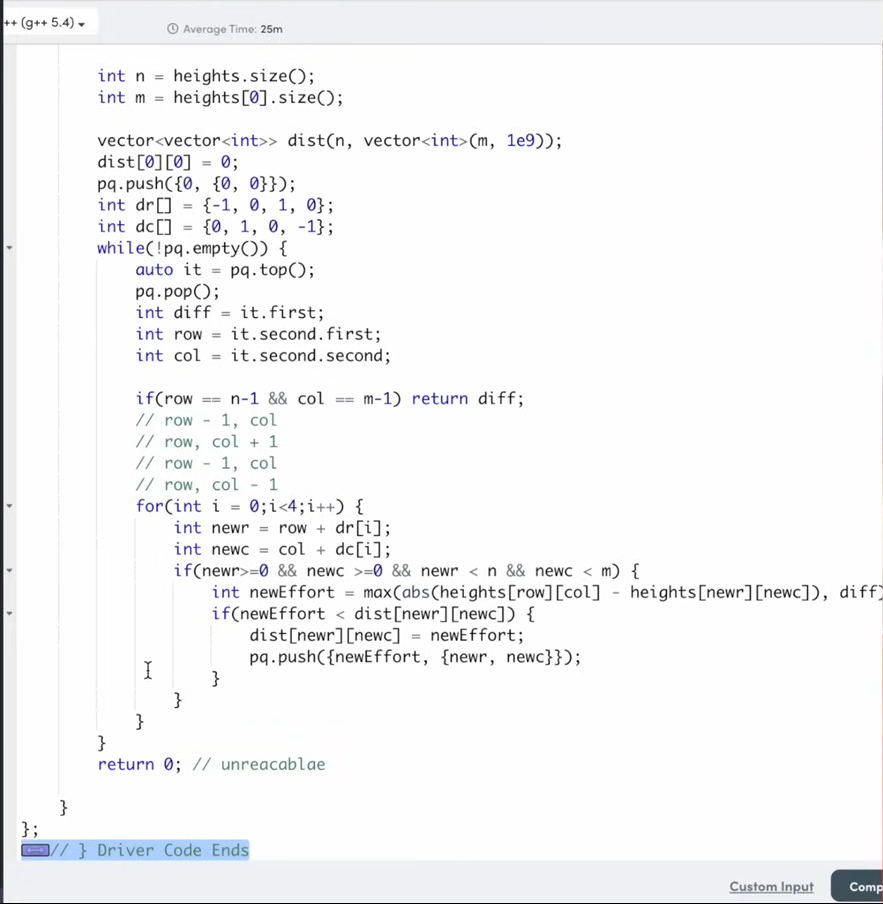 ++ (g++ 5.4)
Average Time: 25m
int n = heights.size();
int m = heights[0].size();
vector<vector<int>> dist(n, vector<int>(m, 1e9));
dist[0][0] = 0;
pq.push({0, {0, 0}});
int dr[] = {-1, 0, 1, 0};
int dc[] = {0, 1, 0, -1};
while(!pq.empty()) {
auto it = pq.top();
pq.pop();
int diff = it.first;
int row = it.second.first;
int col = it.second.second;
if(row == n-1 && col == m-1) return diff;
// row - 1, col
// row, col + 1
// row - 1, col
// row, col - 1
for(int i = 0;i<4;i++) {
int newr = row + dr[i];
int newc = col + dc[i];
if(newr>=0 && newc >=0 && newr < n && newc < m) {
int newEffort = max(abs(heights[row][col] - heights[newr][newc]), diff)
if(newEffort < dist[newr][newc]) {
dist[newr][newc] = newEffort;
pq.push({newEffort, {newr, newc}});
}
}
}
}
return 0; // unreacablae
}
};
// } Driver Code Ends
Custom Input
Comp